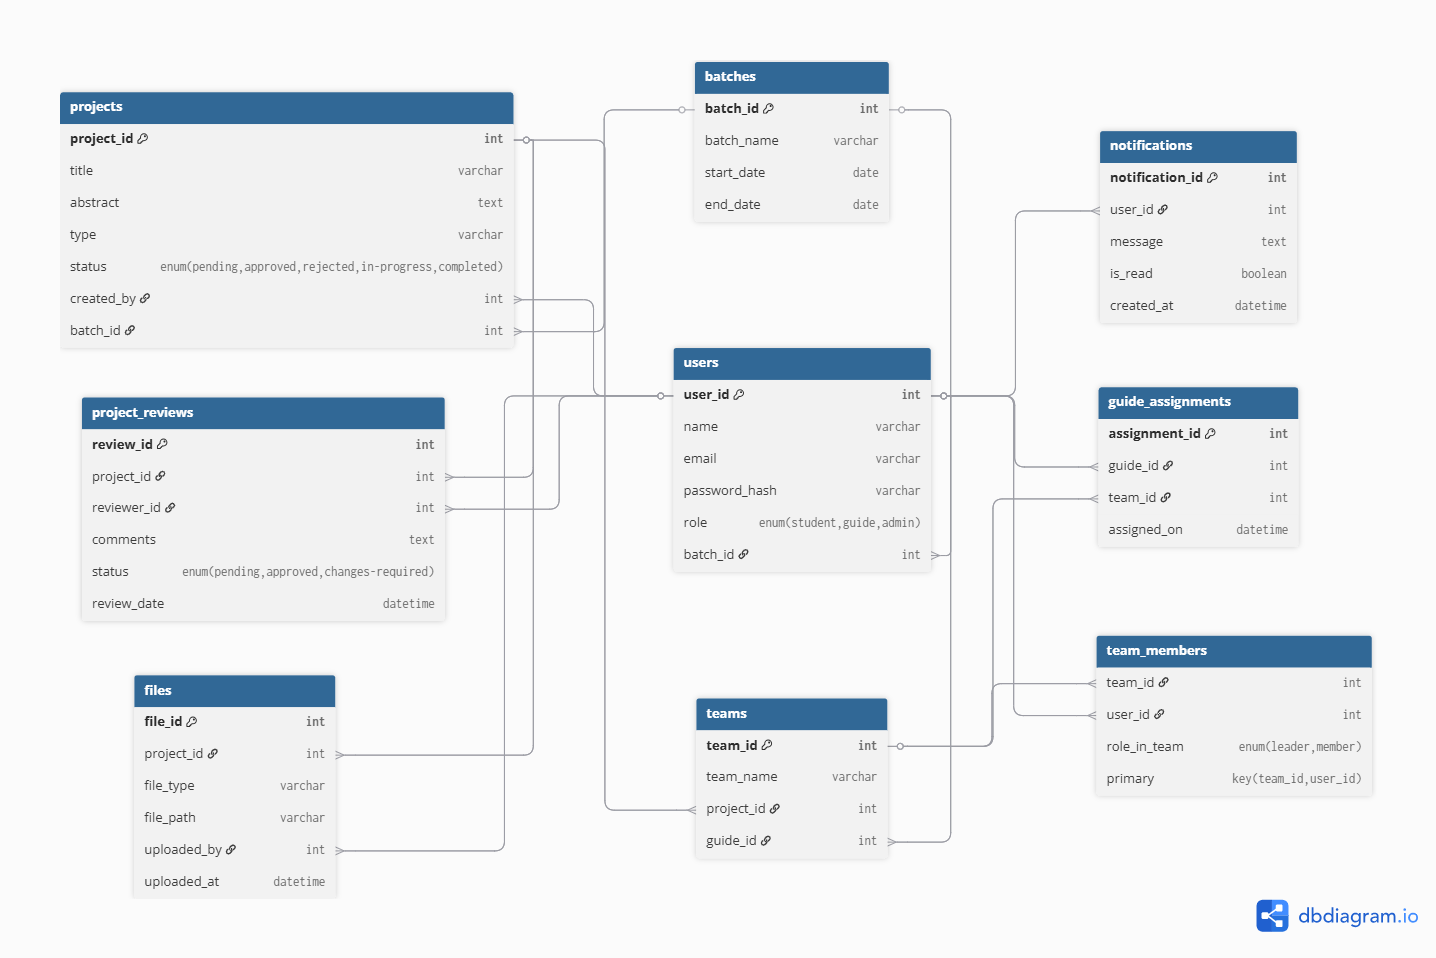 projects
project_id int
title varchar
abstract text
type varchar
status enum(pending,approved,rejected,in-progress,completed)
created_by int
batch_id int
batches
batch_id int
batch_name varchar
start_date date
end_date date
notifications
notification_id int
user_id int
message text
is_read boolean
created_at datetime
project_reviews
review_id int
project_id int
reviewer_id int
comments text
status enum(pending,approved,changes-required)
review_date datetime
users
user_id int
name varchar
email varchar
password_hash varchar
role enum(student,guide,admin)
batch_id int
guide_assignments
assignment_id int
guide_id int
team_id int
assigned_on datetime
files
file_id int
project_id int
file_type varchar
file_path varchar
uploaded_by int
uploaded_at datetime
teams
team_id int
team_name varchar
project_id int
guide_id int
team_members
team_id int
user_id int
role_in_team enum(leader,member)
primary key(team_id,user_id)
dbdiagram.io